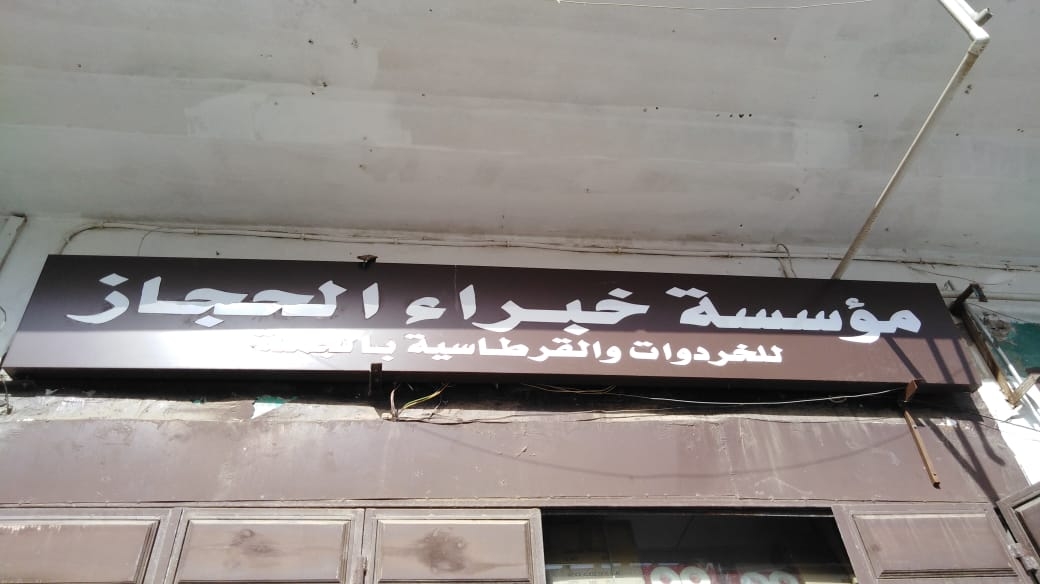 مؤسسة خبراء الحجاز
للخردوات والقرطاسية بالجملة